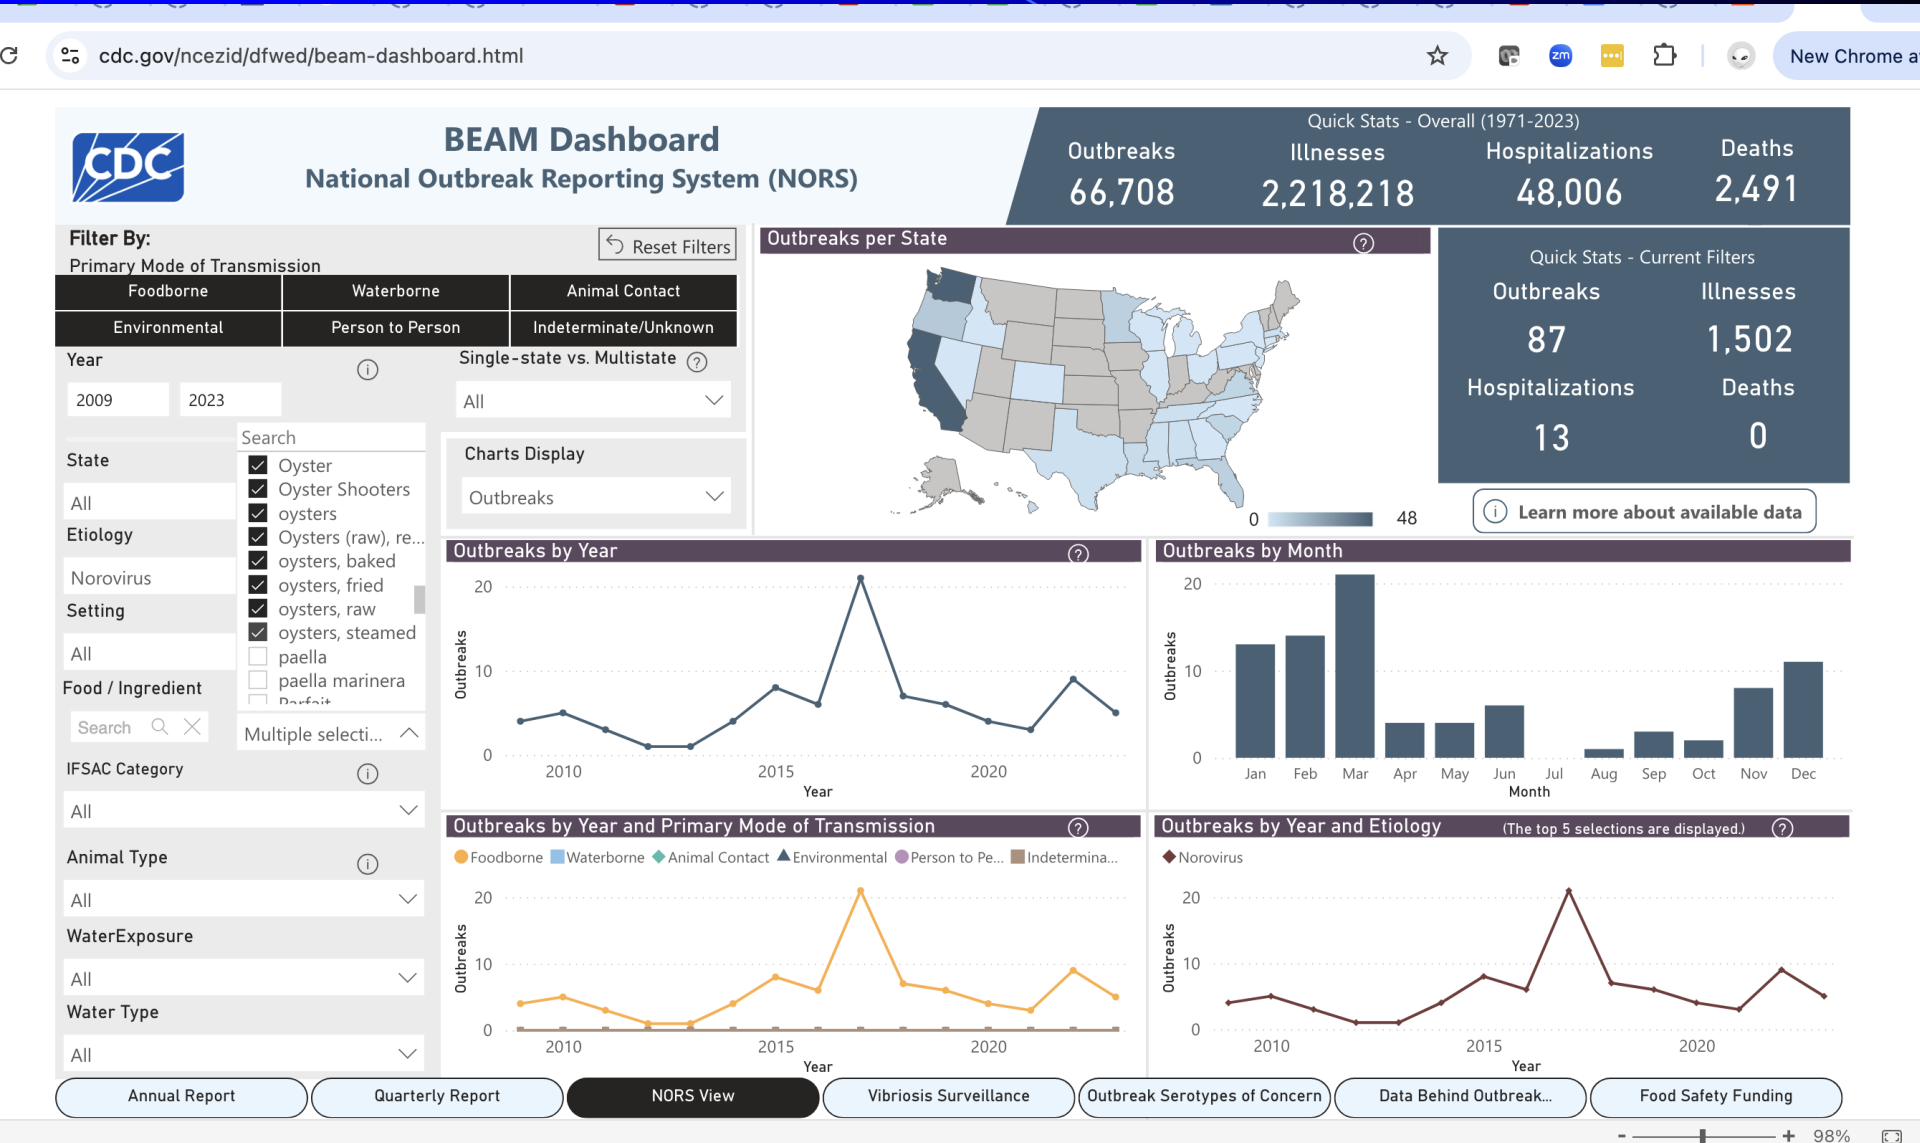 cdc.gov/ncezid/dfwed/beam-dashboard.html
zm
New Chrome a
CDC
BEAM Dashboard
National Outbreak Reporting System (NORS)
Quick Stats - Overall (1971-2023)
Outbreaks
Illnesses
Hospitalizations
Deaths
66,708
2,218,218
48,006
2,491
Filter By:
Reset Filters
Primary Mode of Transmission
Foodborne
Waterborne
Animal Contact
Environmental
Person to Person
Indeterminate/Unknown
Year
2009
2023
Single-state vs. Multistate
All
State
All
Etiology
Norovirus
Setting
All
Food / Ingredient
Search
Search
Oyster
Oyster Shooters
oysters
Oysters (raw), re...
oysters, baked
oysters, fried
oysters, raw
oysters, steamed
paella
paella marinera
Parfait
Multiple selecti...
Charts Display
Outbreaks
IFSAC Category
All
Animal Type
All
WaterExposure
All
Water Type
All
Outbreaks per State
0
48
Quick Stats - Current Filters
Outbreaks
Illnesses
87
1,502
Hospitalizations
Deaths
13
0
Learn more about available data
Outbreaks by Year
20
10
0
Outbreaks
2010
2015
2020
Year
Outbreaks by Month
20
10
0
Outbreaks
Jan
Feb
Mar
Apr
May
Jun
Jul
Aug
Sep
Oct
Nov
Dec
Month
Outbreaks by Year and Primary Mode of Transmission
Foodborne
Waterborne
Animal Contact
Environmental
Person to Pe...
Indetermina...
20
10
0
Outbreaks
2010
2015
2020
Year
Outbreaks by Year and Etiology
(The top 5 selections are displayed.)
Norovirus
20
10
0
Outbreaks
2010
2015
2020
Year
Annual Report
Quarterly Report
NORS View
Vibriosis Surveillance
Outbreak Serotypes of Concern
Data Behind Outbreak...
Food Safety Funding
- + 98%